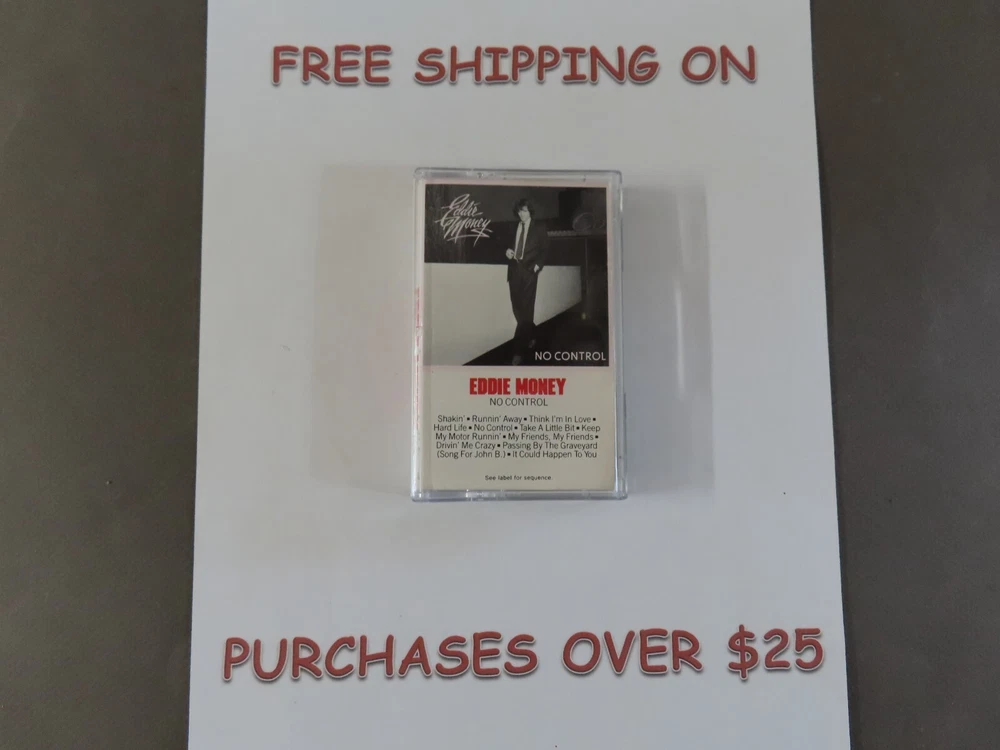 FREE SHIPPING ON
Eddie
Money
NO CONTROL
EDDIE MONEY
NO CONTROL
Shakin' • Runnin' Away • Think I'm In Love •
Hard Life • No Control • Take A Little Bit • Keep
My Motor Runnin' • My Friends, My Friends •
Drivin' Me Crazy • Passing By The Graveyard
(Song For John B.) • It Could Happen To You
See label for sequence.
PURCHASES OVER $25